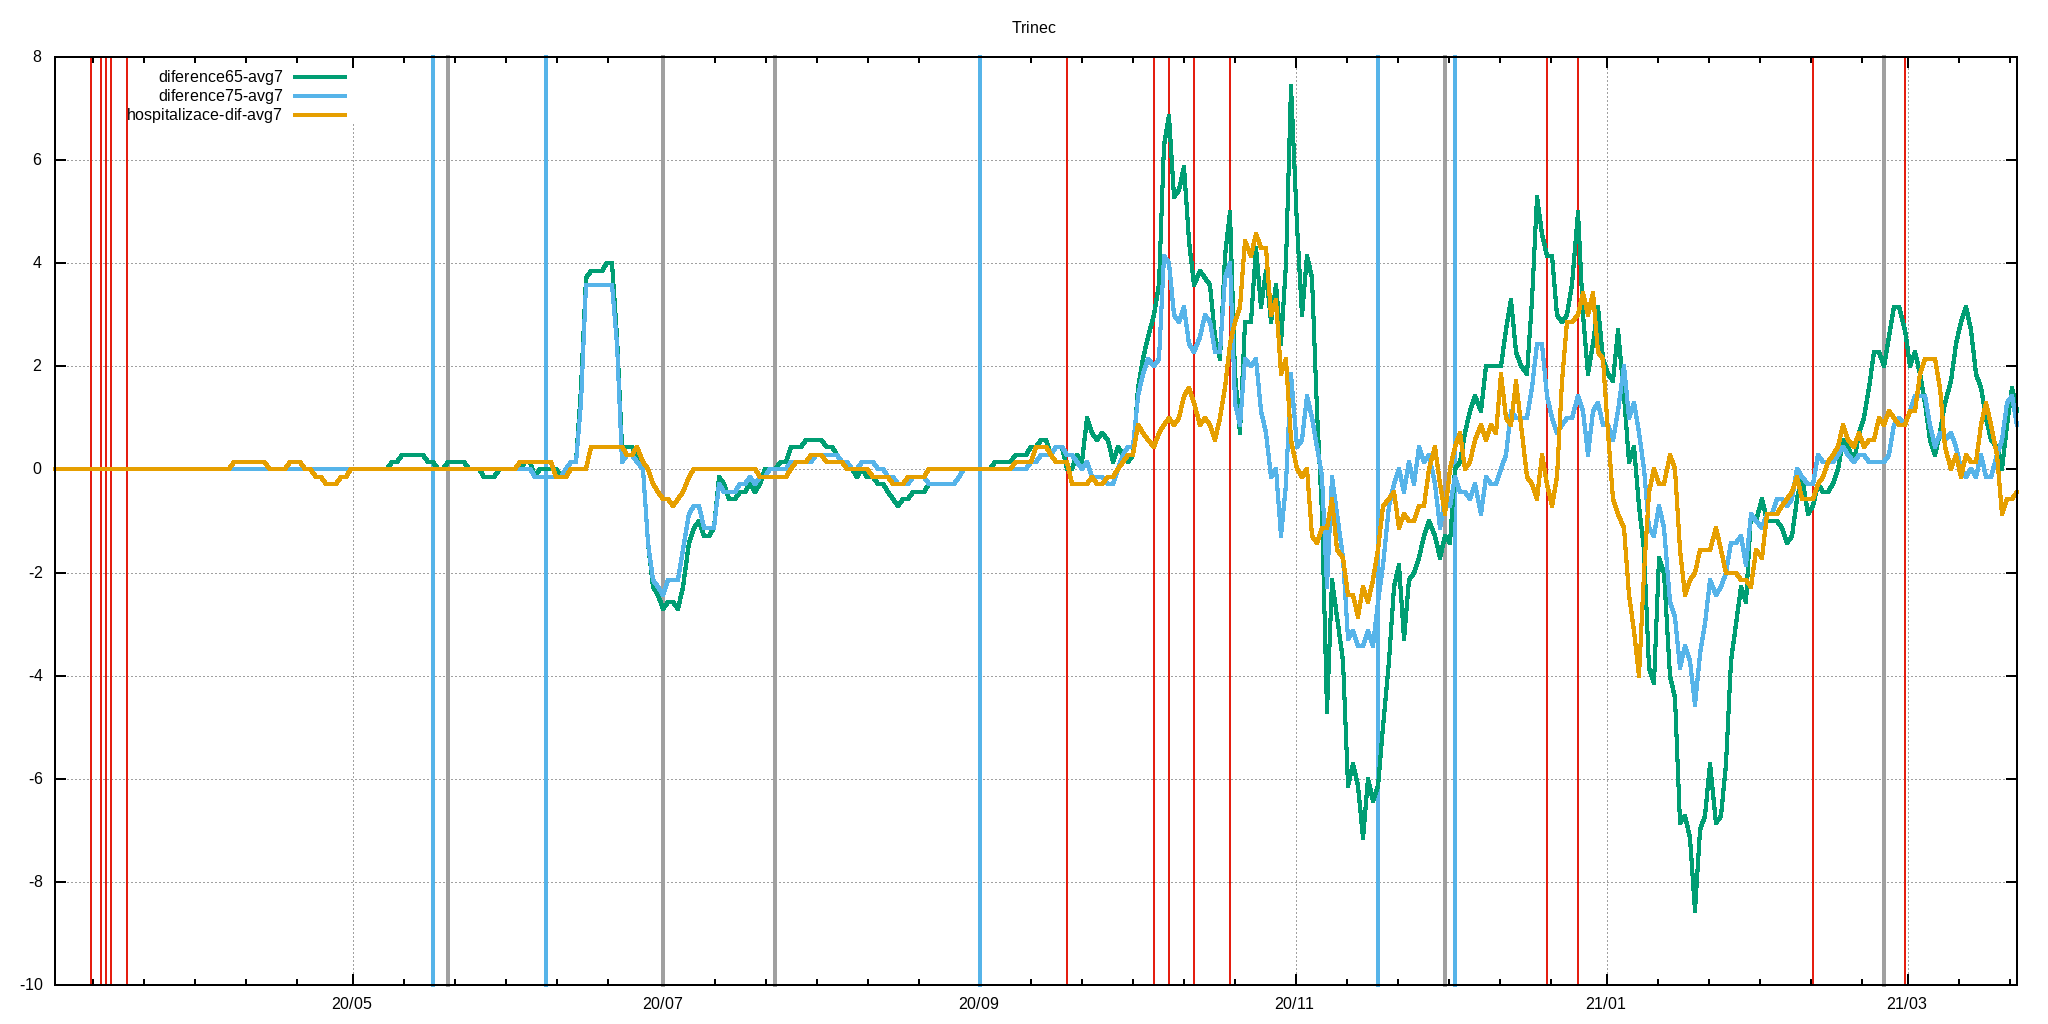 Trinec
diference65-avg7
diference75-avg7
hospitalizace-dif-avg7
8
6
4
2
0
-2
-4
-6
-8
-10
20/05 20/07 20/09 20/11 21/01 21/03